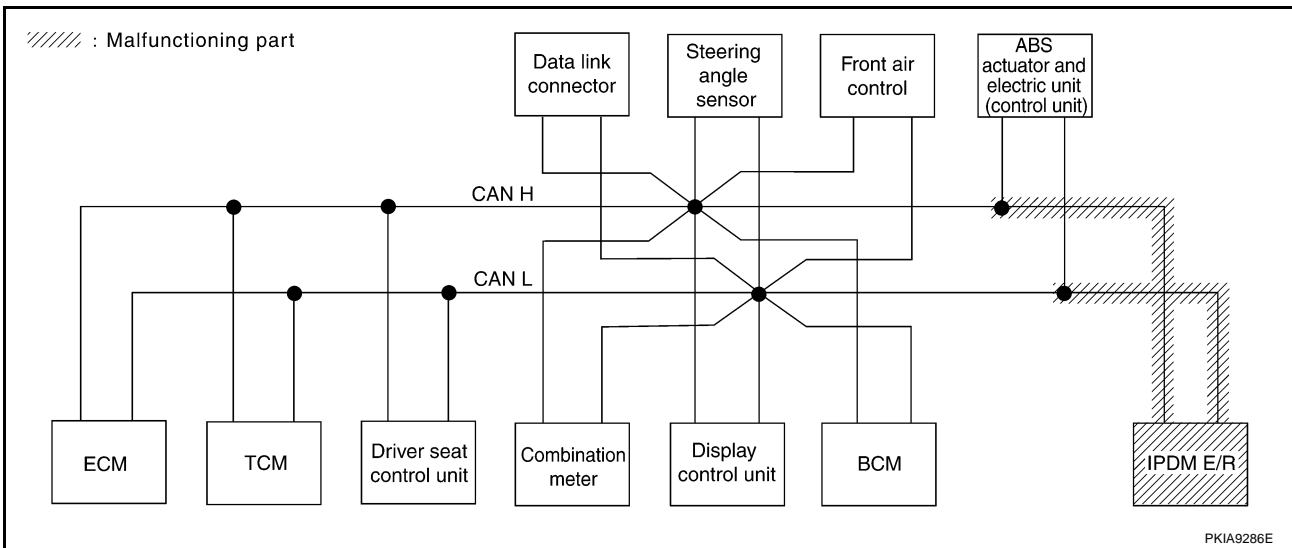 : Malfunctioning part
Data link
connector
Steering
angle
sensor
Front air
control
ABS
actuator and
electric unit
(control unit)
CAN H
CAN L
ECM
TCM
Driver seat
control unit
Combination
meter
Display
control unit
BCM
IPDM E/R
PKIA9286E